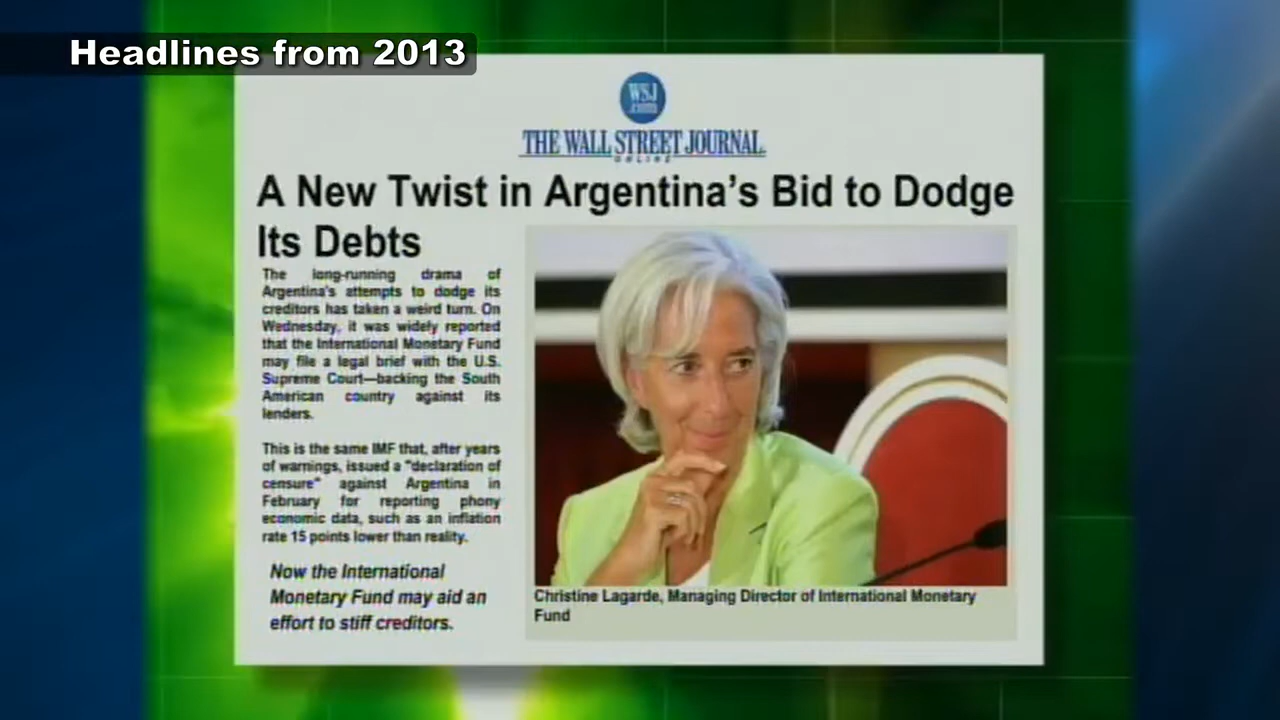 Headlines from 2013
WSJ
.com
THE WALL STREET JOURNAL.
ONLINE
A New Twist in Argentina's Bid to Dodge
Its Debts
The long-running drama of
Argentina's attempts to dodge its
creditors has taken a weird turn. On
Wednesday, it was widely reported
that the International Monetary Fund
may file a legal brief with the U.S.
Supreme Court—backing the South
American country against its
lenders.
This is the same IMF that, after years
of warnings, issued a "declaration of
censure" against Argentina in
February for reporting phony
economic data, such as an inflation
rate 15 points lower than reality.
Now the International
Monetary Fund may aid an
effort to stiff creditors.
Christine Lagarde, Managing Director of International Monetary
Fund